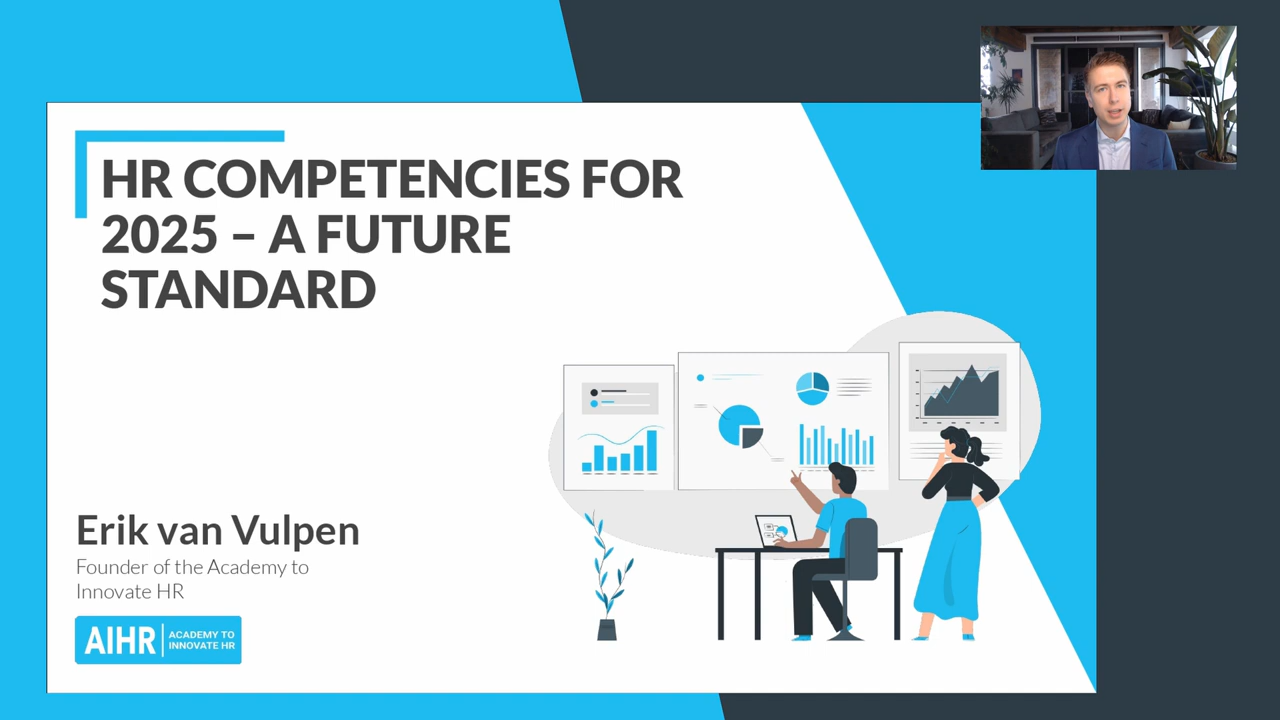 HR COMPETENCIES FOR
2025 – A FUTURE
STANDARD
Erik van Vulpen
Founder of the Academy to
Innovate HR
AIHR
ACADEMY TO
INNOVATE HR